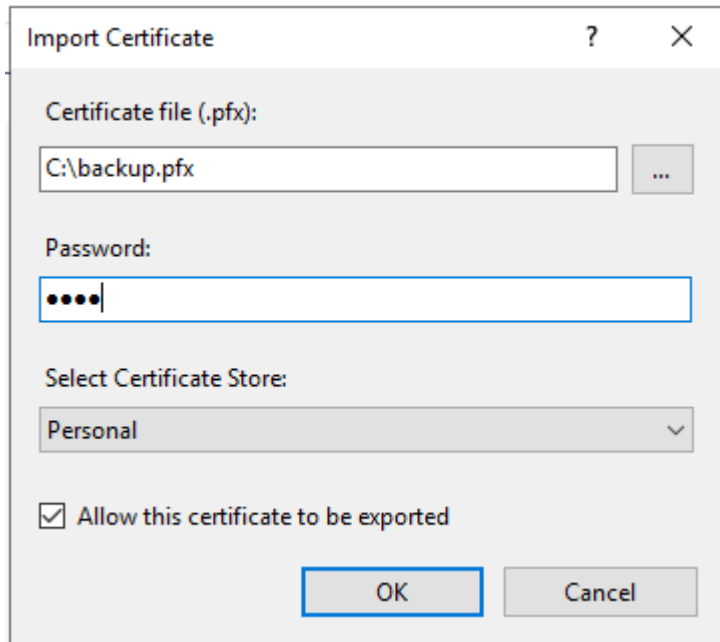 Import Certificate ?
Certificate file (.pfx):
C:\backup.pfx ...
Password:
••••
Select Certificate Store:
Personal
Allow this certificate to be exported
OK Cancel